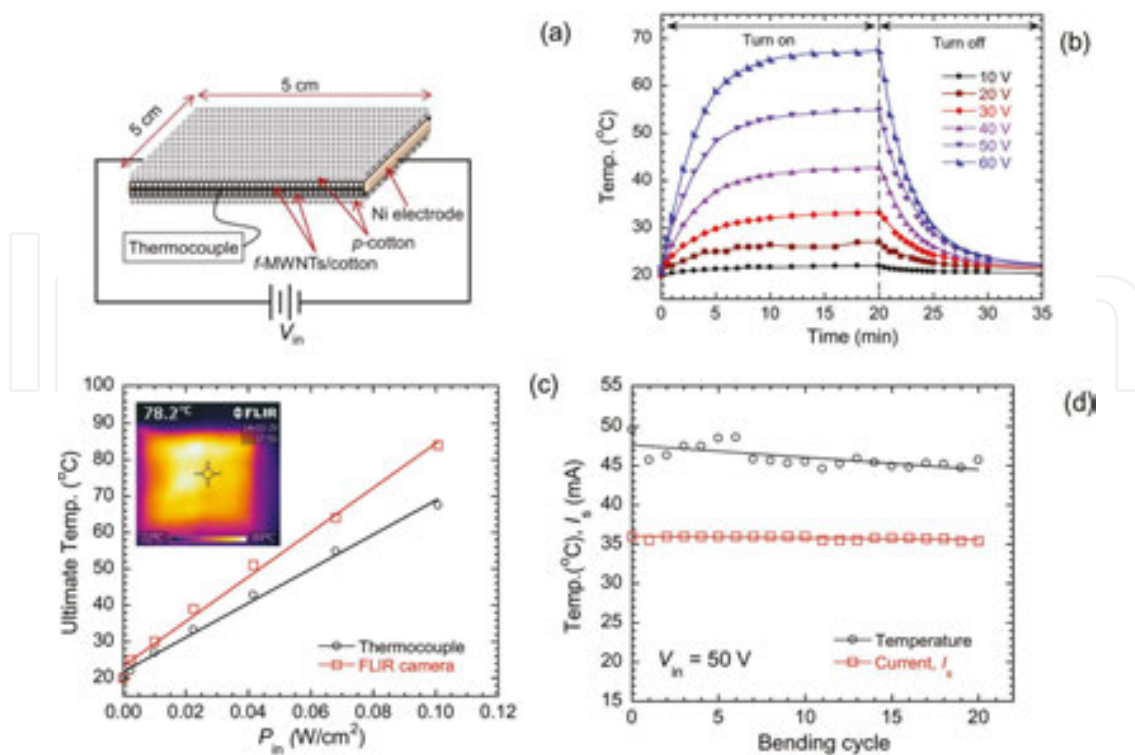 (a)
5 cm
5 cm
Ni electrode
p-cotton
Thermocouple
f-MWNTs/cotton
V_in
(b)
Turn on
Turn off
70
60
50
40
30
20
Temp. (°C)
10 V
20 V
30 V
40 V
50 V
60 V
0 5 10 15 20 25 30 35
Time (min)
(c)
100
90
80
70
60
50
40
30
20
Ultimate Temp. (°C)
78.2°C
FLIR
Thermocouple
FLIR camera
0.00 0.02 0.04 0.06 0.08 0.10 0.12
P_in (W/cm²)
(d)
55
50
45
40
35
30
25
20
15
Temp.(°C), I_s (mA)
Temperature
Current, I_s
V_in = 50 V
0 5 10 15 20
Bending cycle